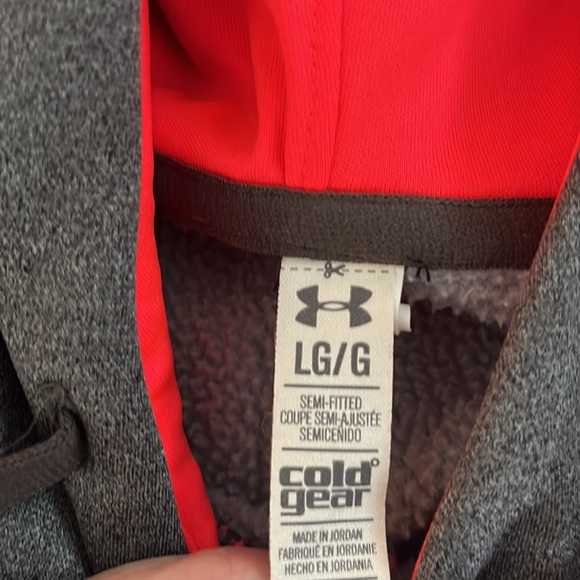 LG/G
SEMI-FITTED
COUPE SEMI-AJUSTÉE
SEMICEÑIDO
cold°
gear
MADE IN JORDAN
FABRIQUÉ EN JORDANIE
HECHO EN JORDANIA